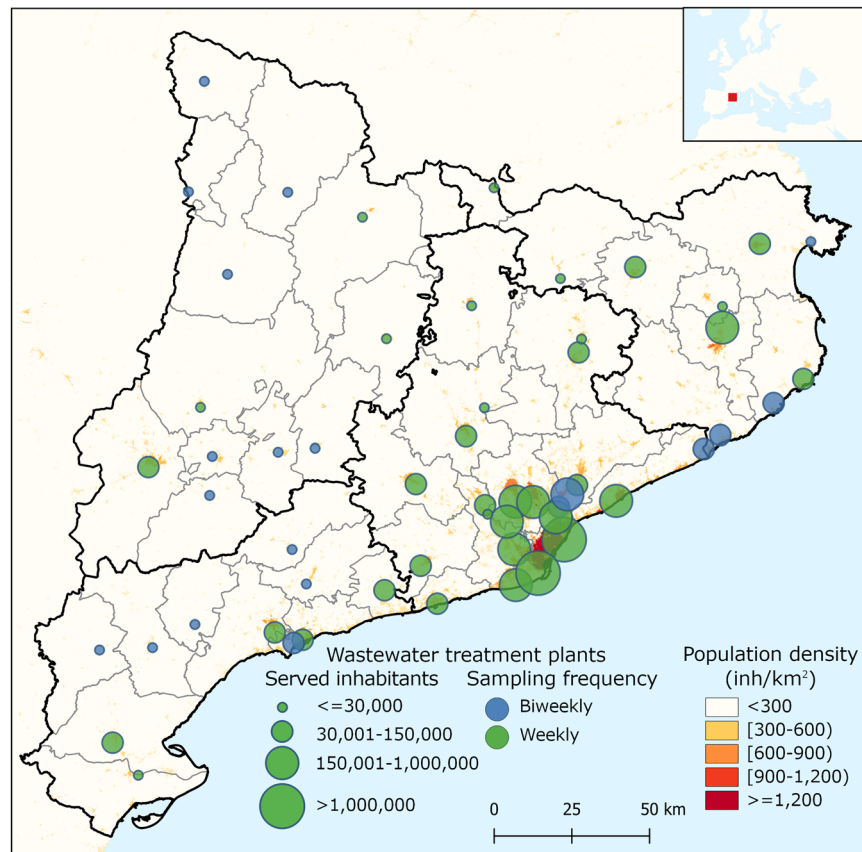 Wastewater treatment plants
Served inhabitants
<=30,000
30,001-150,000
150,001-1,000,000
>1,000,000
Sampling frequency
Biweekly
Weekly
Population density
(inh/km²)
<300
[300-600)
[600-900)
[900-1,200)
>=1,200
0 25 50 km